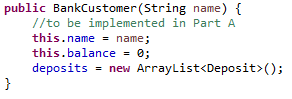 public BankCustomer(String name) {
    //to be implemented in Part A
    this.name = name;
    this.balance = 0;
    deposits = new ArrayList<Deposit>();
}